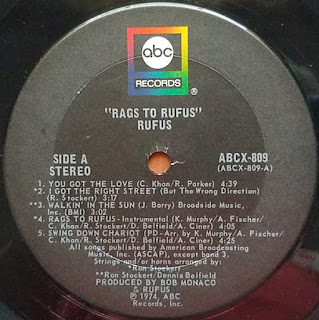 abc
RECORDS
"RAGS TO RUFUS"
RUFUS
SIDE A
STEREO
ABCX-809
(ABCX-809-A)
1. YOU GOT THE LOVE (C. Khan/R. Parker) 4:39
*2. I GOT THE RIGHT STREET (But The Wrong Direction)
(R. Stockert) 3:17
**3. WALKIN' IN THE SUN (J. Barry) Broadside Music,
Inc. (BMI) 3:02
*4. RAGS TO RUFUS-Instrumental (K. Murphy/A. Fischer/
C. Khan/R. Stockert/D. Belfield/A. Ciner) 4:00
5. SWING DOWN CHARIOT (PD-Arr. by K. Murphy/A. Fischer/
C. Khan/R. Stockert/D. Belfield/A. Ciner) 4:25
All songs published by American Broadcasting
Music, Inc. (ASCAP), except band 3.
Strings and/or horns arranged by:
*Ron Stockert
**Ron Stockert/Dennis Belfield
PRODUCED BY BOB MONACO
& RUFUS
℗ 1974, ABC
Records, Inc.